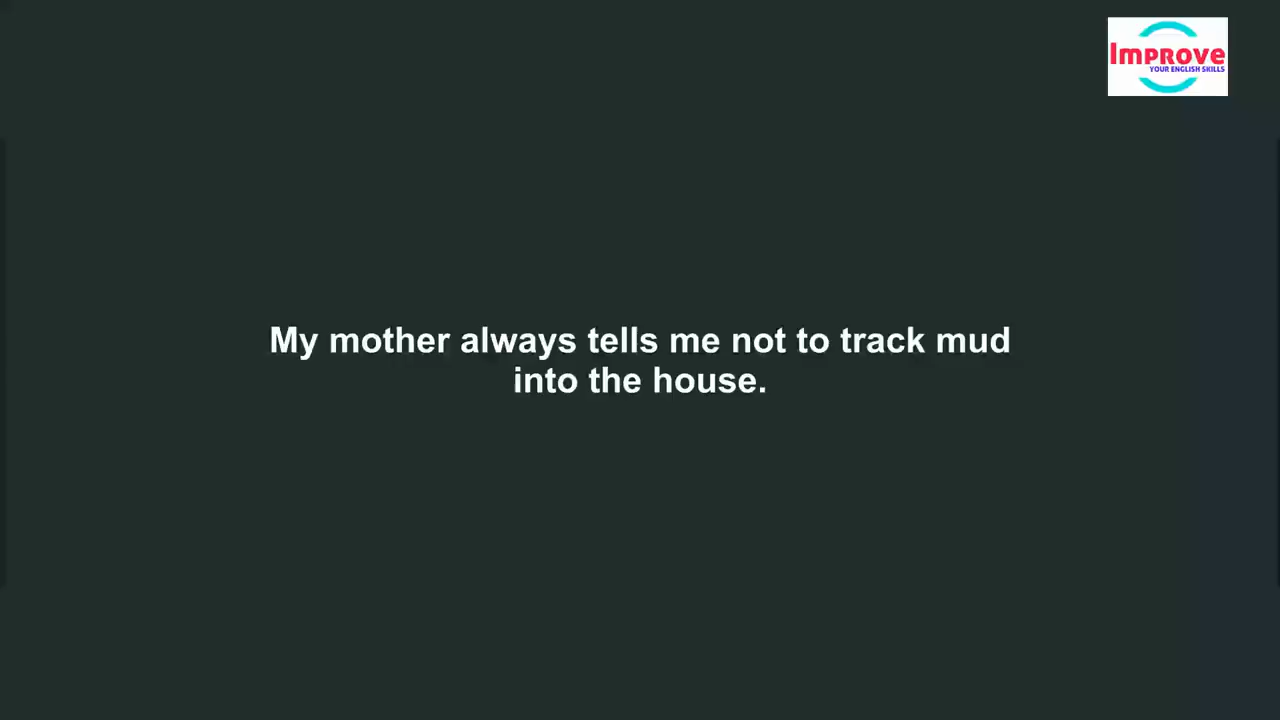 Improve
YOUR ENGLISH SKILLS
My mother always tells me not to track mud
into the house.